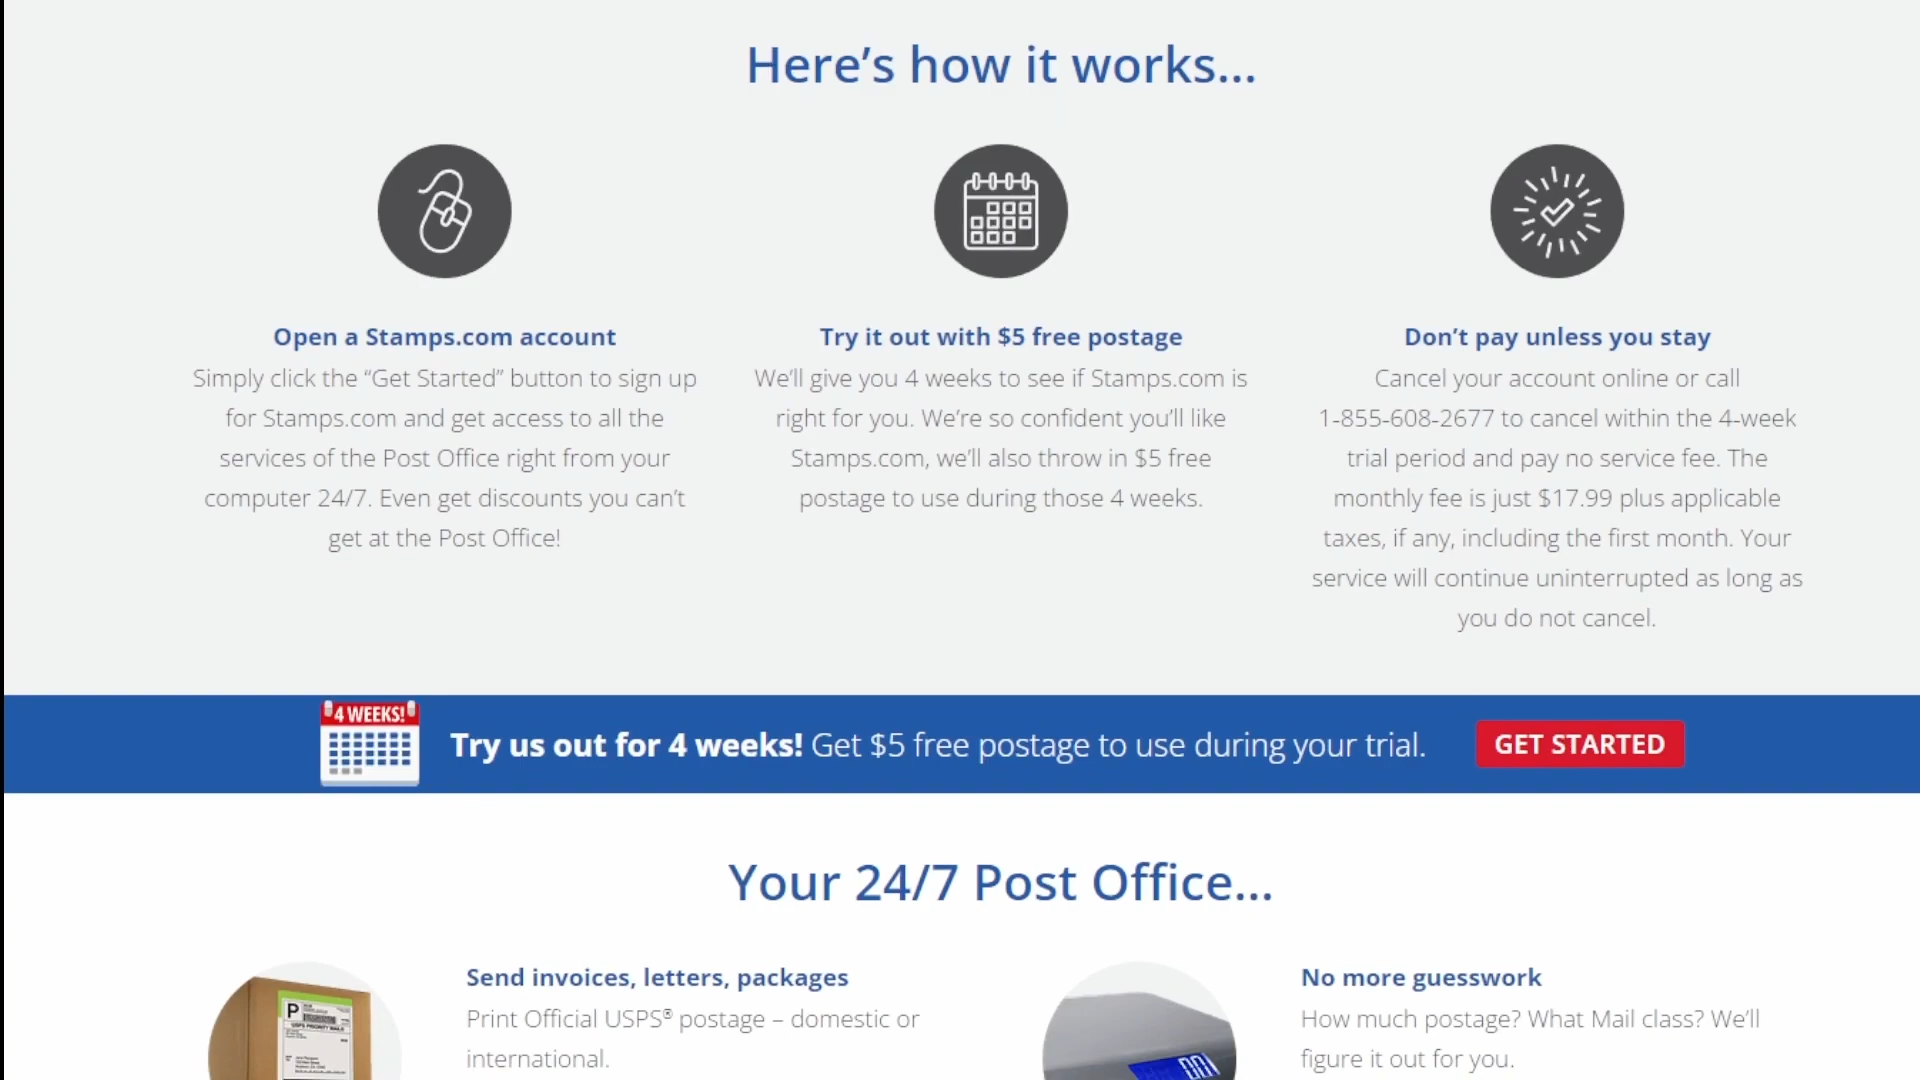 Here’s how it works...
Open a Stamps.com account
Simply click the “Get Started” button to sign up
for Stamps.com and get access to all the
services of the Post Office right from your
computer 24/7. Even get discounts you can’t
get at the Post Office!
Try it out with $5 free postage
We’ll give you 4 weeks to see if Stamps.com is
right for you. We’re so confident you’ll like
Stamps.com, we’ll also throw in $5 free
postage to use during those 4 weeks.
Don’t pay unless you stay
Cancel your account online or call
1-855-608-2677 to cancel within the 4-week
trial period and pay no service fee. The
monthly fee is just $17.99 plus applicable
taxes, if any, including the first month. Your
service will continue uninterrupted as long as
you do not cancel.
4 WEEKS!
Try us out for 4 weeks! Get $5 free postage to use during your trial.
GET STARTED
Your 24/7 Post Office...
P
USPS PRIORITY MAIL
Send invoices, letters, packages
Print Official USPS® postage – domestic or
international.
No more guesswork
How much postage? What Mail class? We’ll
figure it out for you.